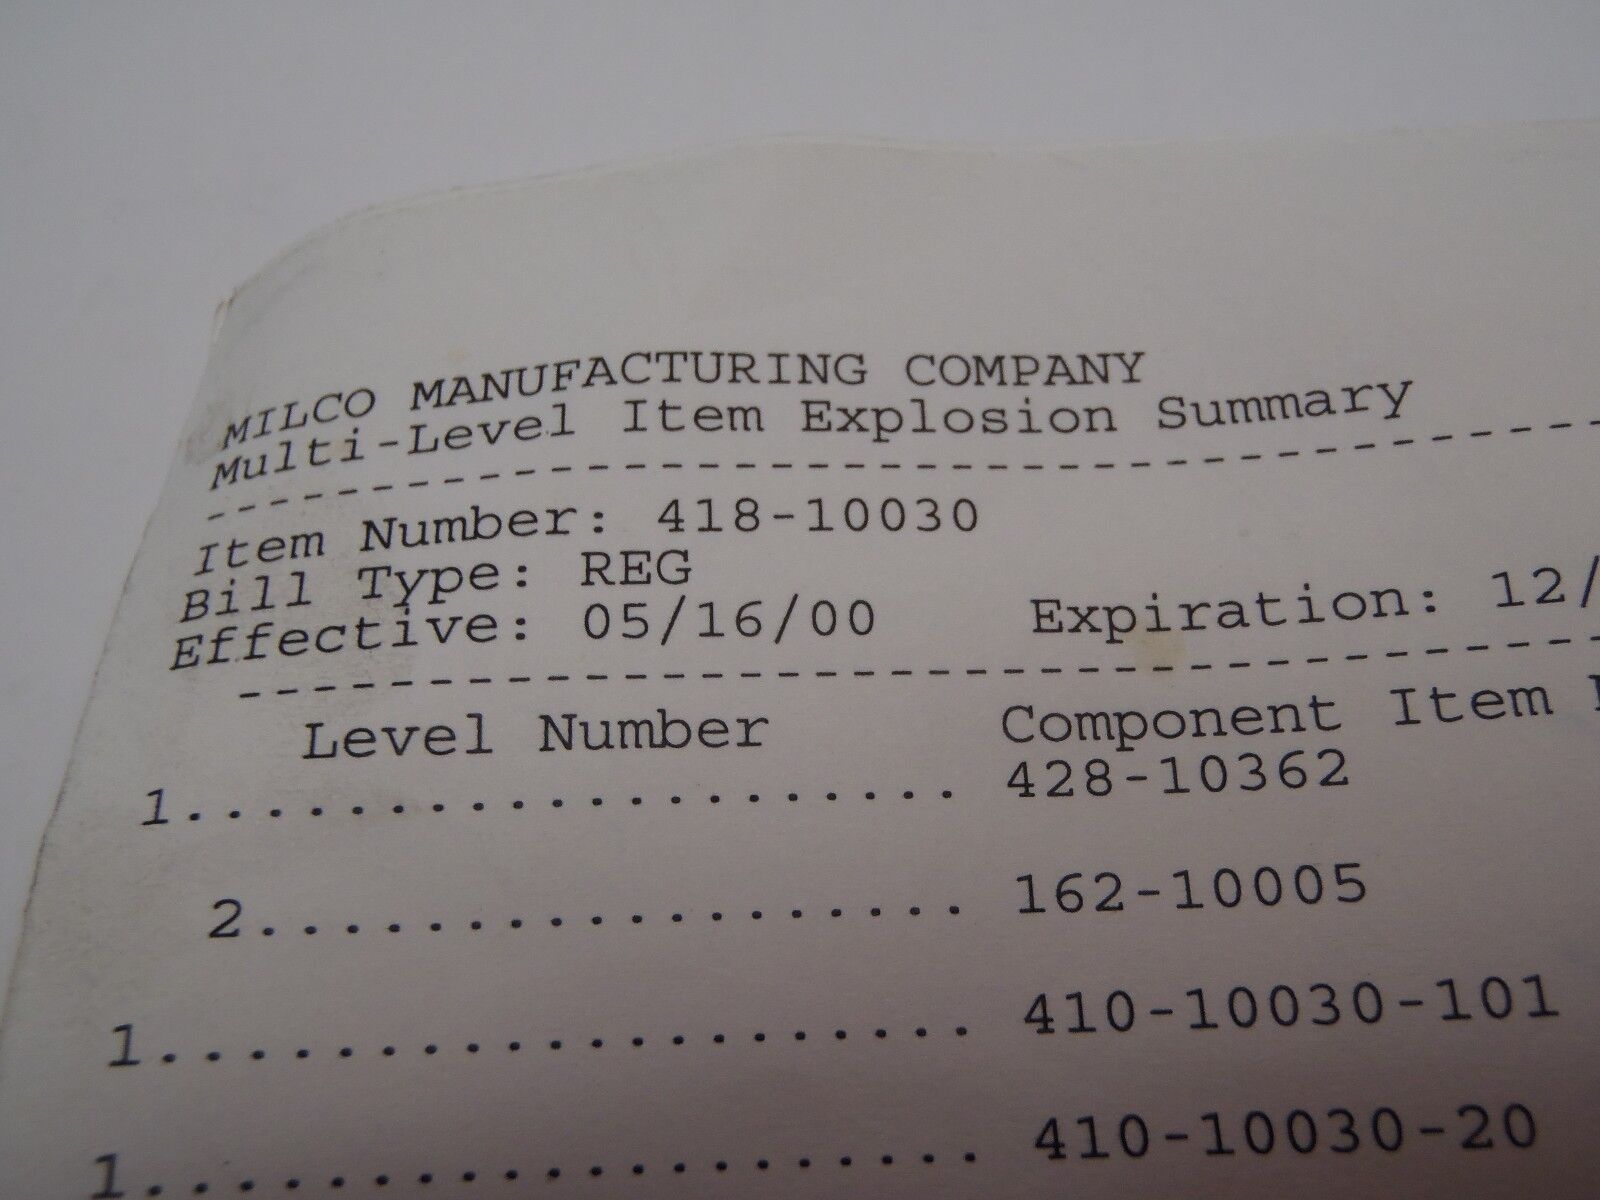 MILCO MANUFACTURING COMPANY
Multi-Level Item Explosion Summary
- - - - - - - - - - - - - - - - - - - - - - - - - - - - - - - - - - -
Item Number: 418-10030
Bill Type: REG
Effective: 05/16/00 Expiration: 12/
- - - - - - - - - - - - - - - - - - - - - - - - - - - - - - - - - - -
Level Number Component Item
1.................... 428-10362
2.................. 162-10005
1.................... 410-10030-101
1.................... 410-10030-20